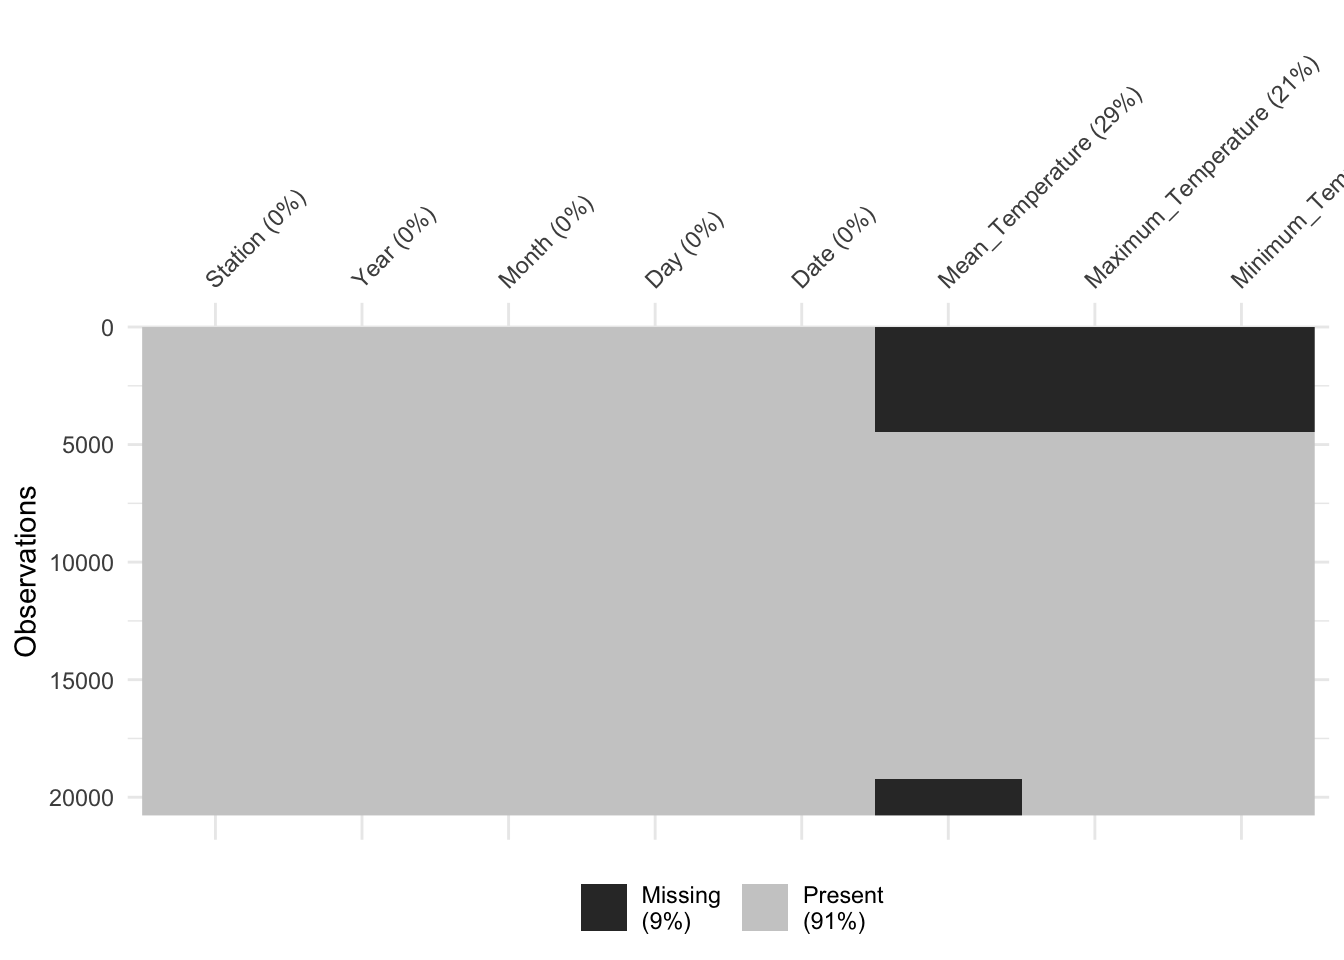 Station (0%)
Year (0%)
Month (0%)
Day (0%)
Date (0%)
Mean_Temperature (29%)
Maximum_Temperature (21%)
Minimum_Tem
0
5000
10000
15000
20000
Observations
Missing
(9%)
Present
(91%)